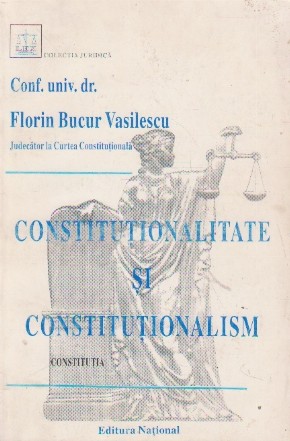 COLECȚIA JURIDICĂ
Conf. univ. dr.
Florin Bucur Vasilescu
Judecător la Curtea Constituțională
CONSTITUȚIONALITATE
ȘI
CONSTITUȚIONALISM
CONSTITUȚIA
Editura Național